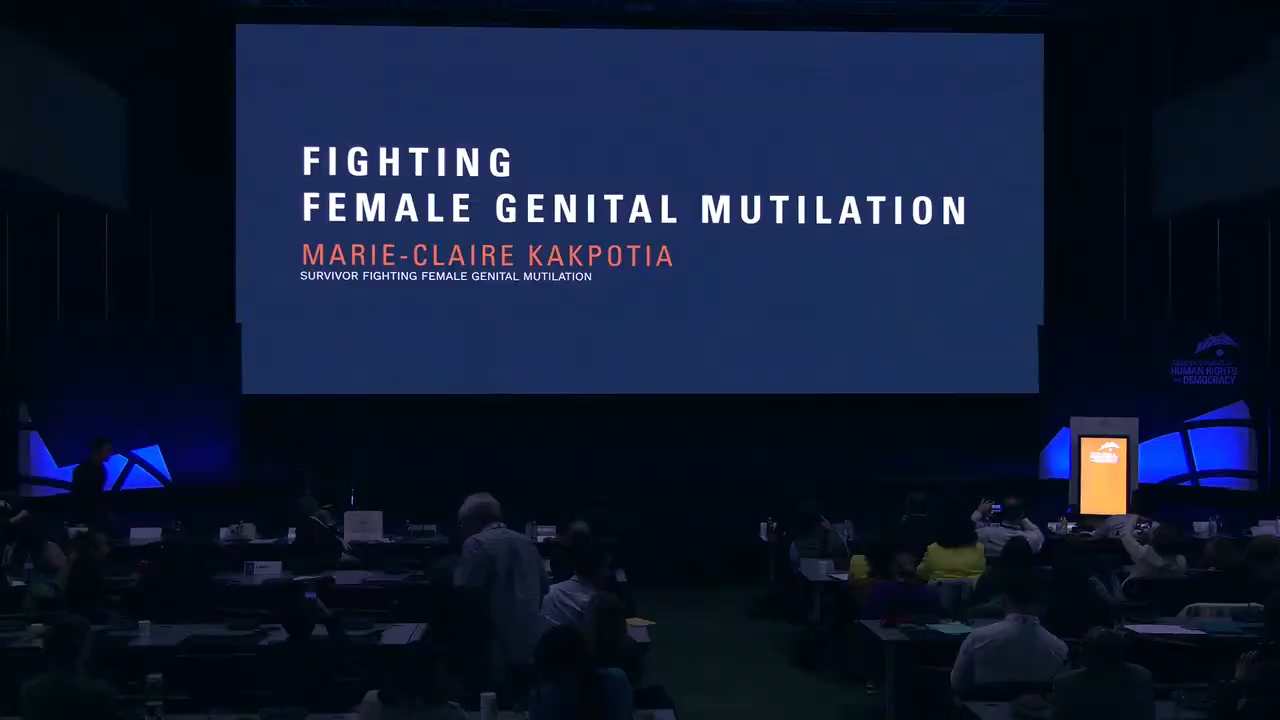 FIGHTING
FEMALE GENITAL MUTILATION
MARIE-CLAIRE KAKPOTIA
SURVIVOR FIGHTING FEMALE GENITAL MUTILATION
HUMAN RIGHTS
DEMOCRACY